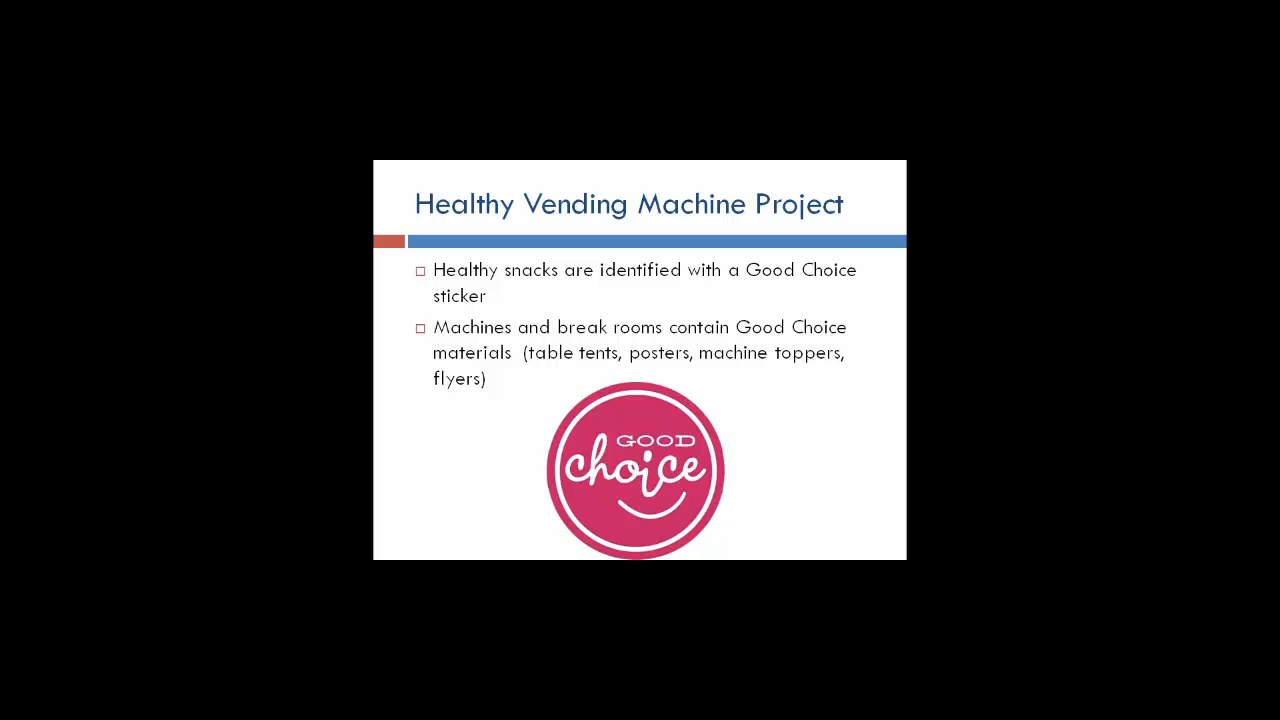 Healthy Vending Machine Project
Healthy snacks are identified with a Good Choice
sticker
Machines and break rooms contain Good Choice
materials (table tents, posters, machine toppers,
flyers)
GOOD
choice